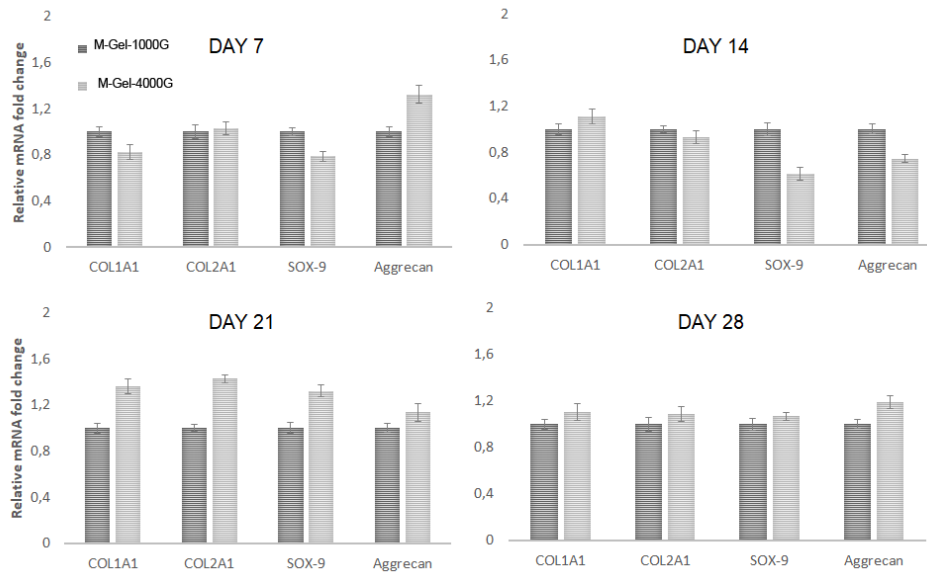 Relative mRNA fold change
2
1,6
1,2
0,8
0,4
0
M-Gel-1000G
M-Gel-4000G
DAY 7
COL1A1 COL2A1 SOX-9 Aggrecan
2
1,6
1,2
0,8
0,4
0
DAY 14
COL1A1 COL2A1 SOX-9 Aggrecan
Relative mRNA fold change
2
1,6
1,2
0,8
0,4
0
DAY 21
COL1A1 COL2A1 SOX-9 Aggrecan
2
1,6
1,2
0,8
0,4
0
DAY 28
COL1A1 COL2A1 SOX-9 Aggrecan